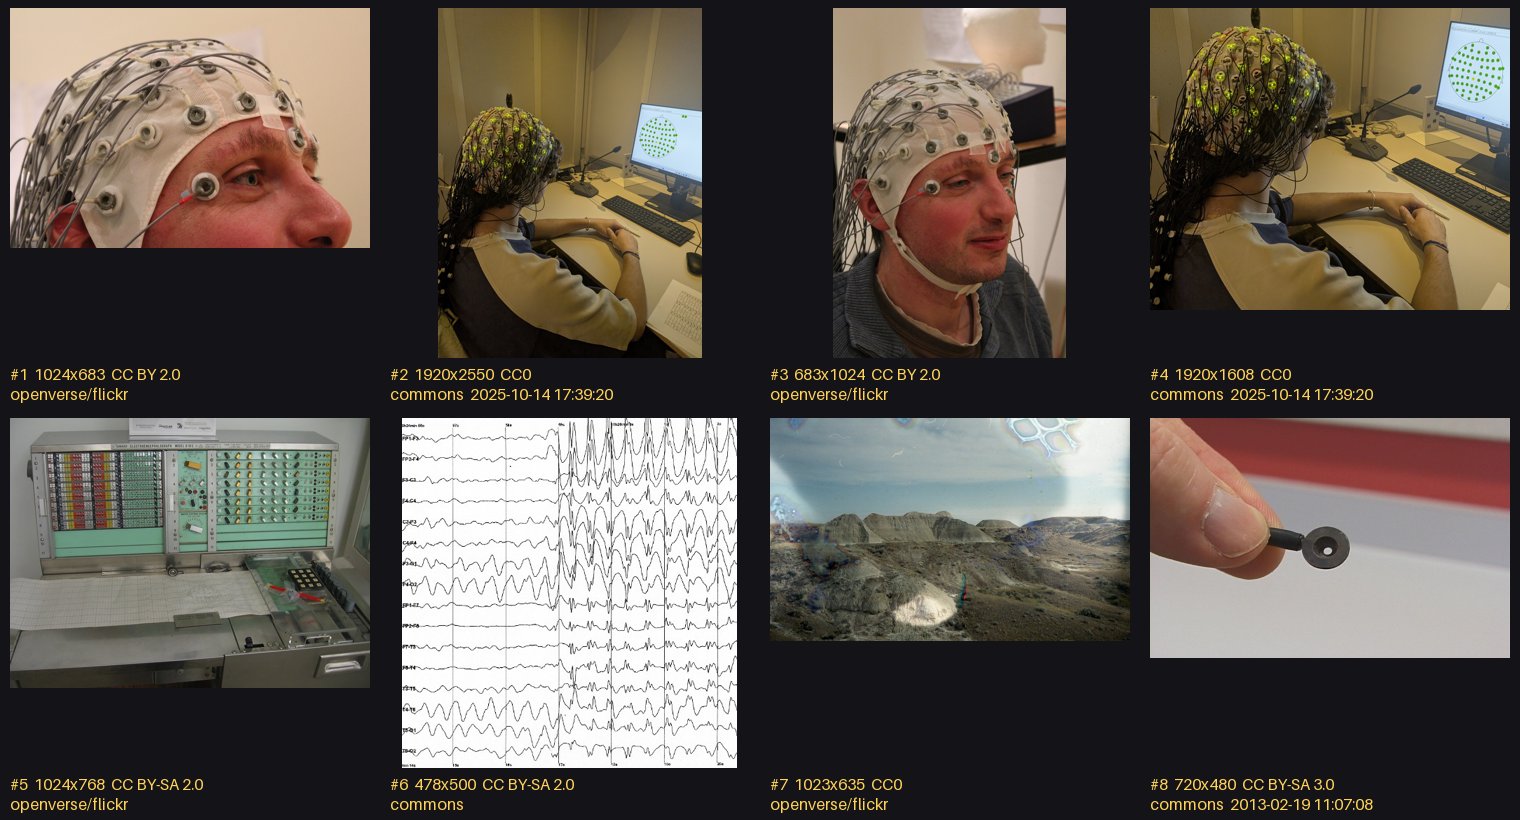 #1 1024x683 CC BY 2.0
openverse/flickr
#2 1920x2550 CC0
commons 2025-10-14 17:39:20
#3 683x1024 CC BY 2.0
openverse/flickr
#4 1920x1608 CC0
commons 2025-10-14 17:39:20
#5 1024x768 CC BY-SA 2.0
openverse/flickr
#6 478x500 CC BY-SA 2.0
commons
#7 1023x635 CC0
openverse/flickr
#8 720x480 CC BY-SA 3.0
commons 2013-02-19 11:07:08